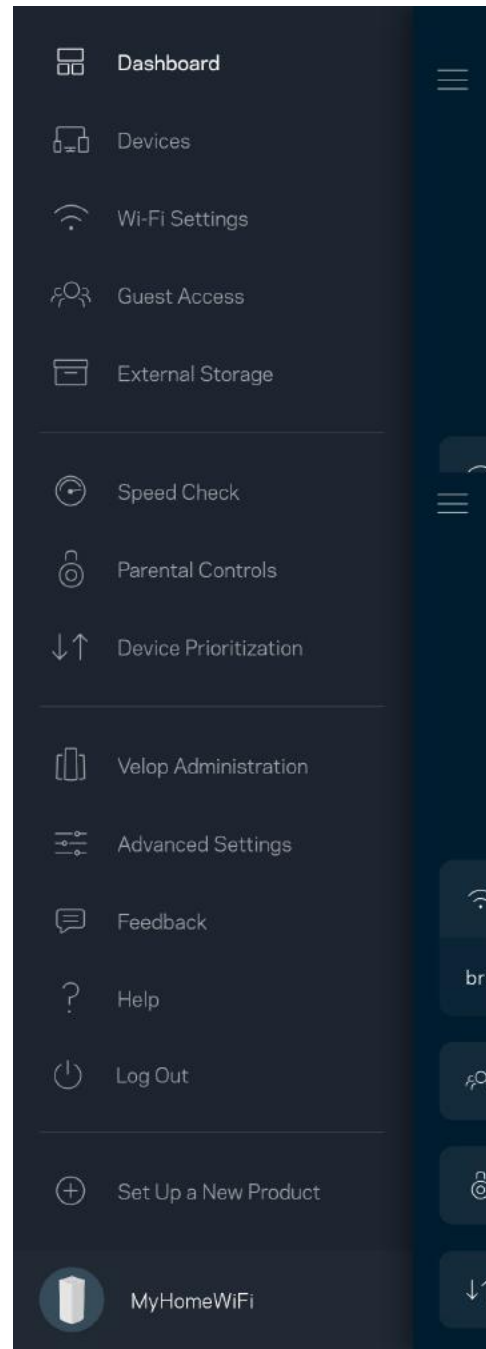 Dashboard
Devices
Wi-Fi Settings
Guest Access
External Storage
Speed Check
Parental Controls
Device Prioritization
Velop Administration
Advanced Settings
Feedback
br
Help
Log Out
Set Up a New Product
MyHomeWiFi